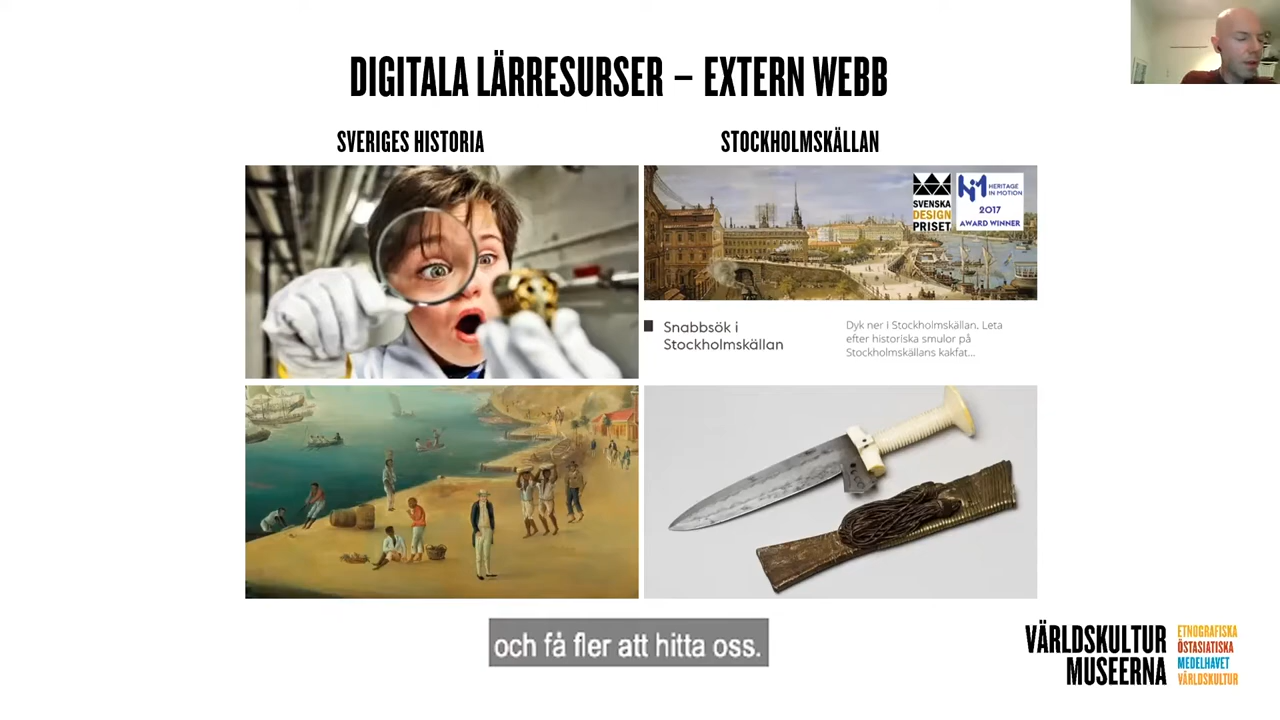 DIGITALA LÄRRESURSER – EXTERN WEBB
SVERIGES HISTORIA
STOCKHOLMSKÄLLAN
SVENSKA
DESIGN
PRISET
HERITAGE
IN MOTION
2017
AWARD WINNER
Snabbsök i
Stockholmskällan
Dyk ner i Stockholmskällan. Leta
efter historiska smulor på
Stockholmskällans kakfat...
och få fler att hitta oss.
VÄRLDSKULTUR
MUSEERNA
ETNOGRAFISKA
ÖSTASIATISKA
MEDELHAVET
VÄRLDSKULTUR